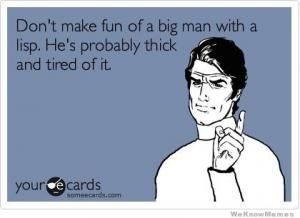 Don't make fun of a big man with a
lisp. He's probably thick
and tired of it.
your ecards
someecards.com
WeKnowMemes